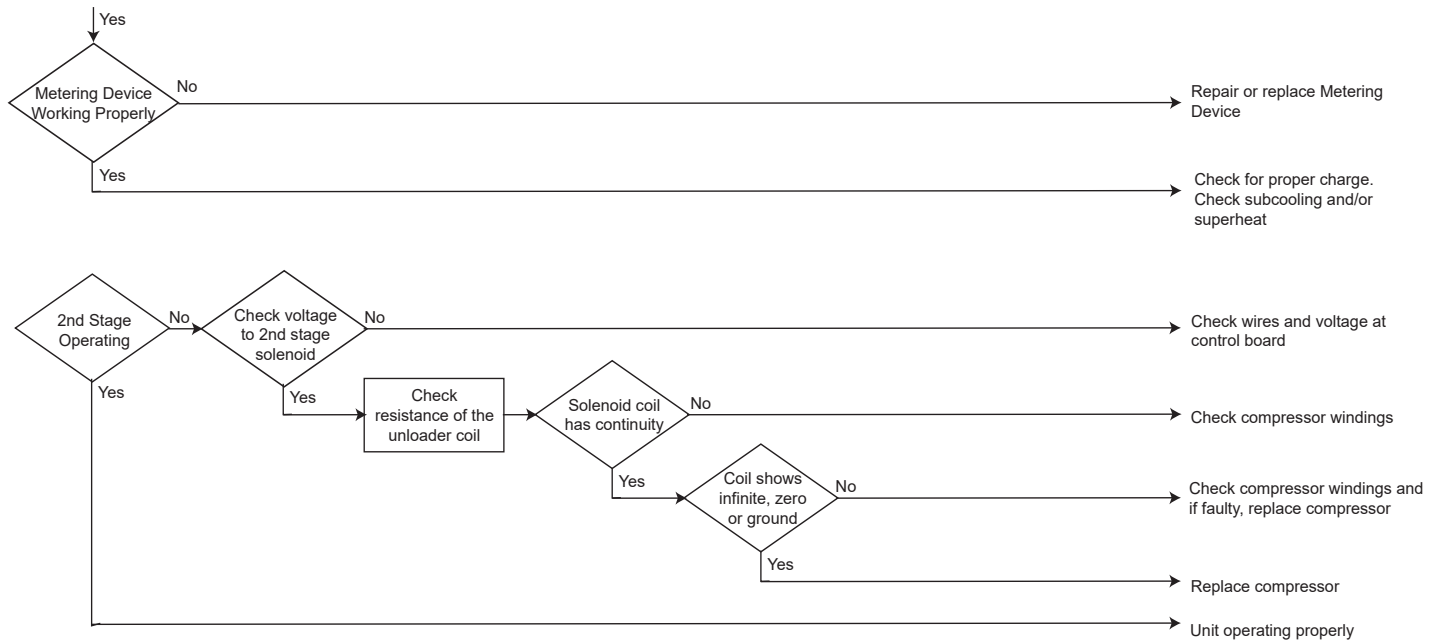 Yes
Metering Device
Working Properly
No
Repair or replace Metering
Device
Yes
Check for proper charge.
Check subcooling and/or
superheat
2nd Stage
Operating
No
Check voltage
to 2nd stage
solenoid
No
Check wires and voltage at
control board
Yes
Yes
Check
resistance of the
unloader coil
Solenoid coil
has continuity
No
Check compressor windings
Yes
Coil shows
infinite, zero
or ground
No
Check compressor windings and
if faulty, replace compressor
Yes
Replace compressor
Unit operating properly